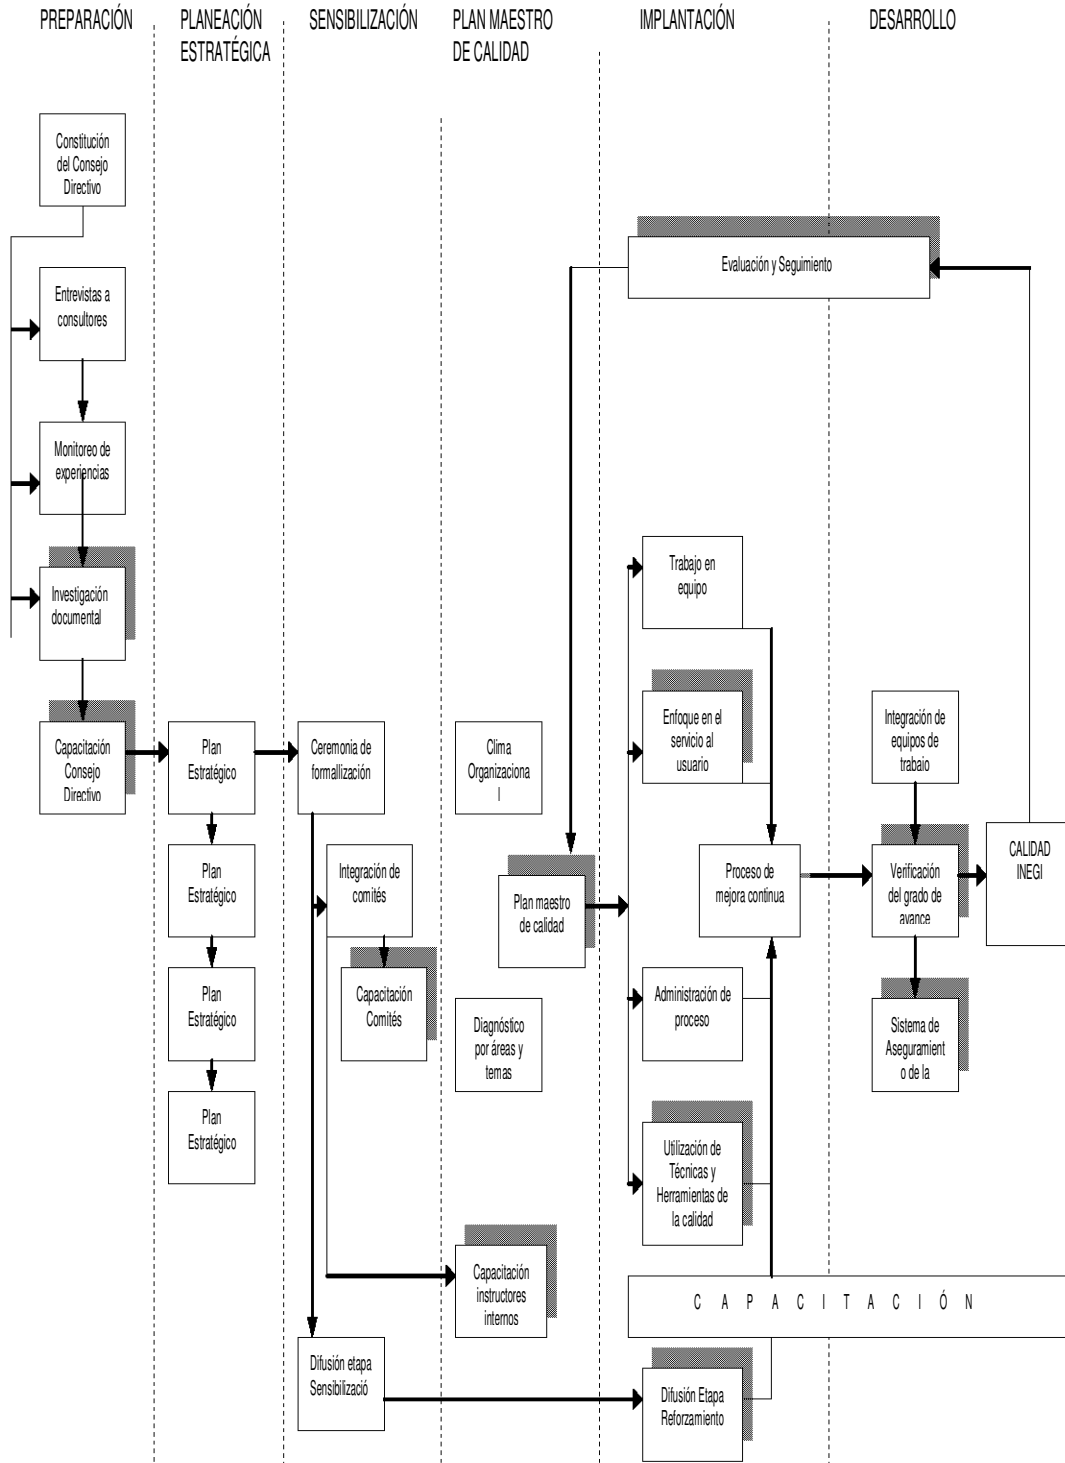 PREPARACIÓN
PLANEACIÓN
ESTRATÉGICA
SENSIBILIZACIÓN
PLAN MAESTRO
DE CALIDAD
IMPLANTACIÓN
DESARROLLO
Constitución
del Consejo
Directivo
Entrevistas a
consultores
Monitoreo de
experiencias
Investigación
documental
Capacitación
Consejo
Directivo
Plan
Estratégico
Plan
Estratégico
Plan
Estratégico
Plan
Estratégico
Ceremonia de
formallización
Integración de
comités
Capacitación
Comités
Difusión etapa
Sensibilizació
Clima
Organizaciona
l
Plan maestro
de calidad
Diagnóstico
por áreas y
temas
Capacitación
instructores
internos
Evaluación y Seguimiento
Trabajo en
equipo
Enfoque en el
servicio al
usuario
Proceso de
mejora continua
Administración de
proceso
Utilización de
Técnicas y
Herramientas de
la calidad
C A P A C I T A C I Ó N
Difusión Etapa
Reforzamiento
Integración de
equipos de
trabajo
Verificación
del grado de
avance
Sistema de
Aseguramient
o de la
CALIDAD
INEGI